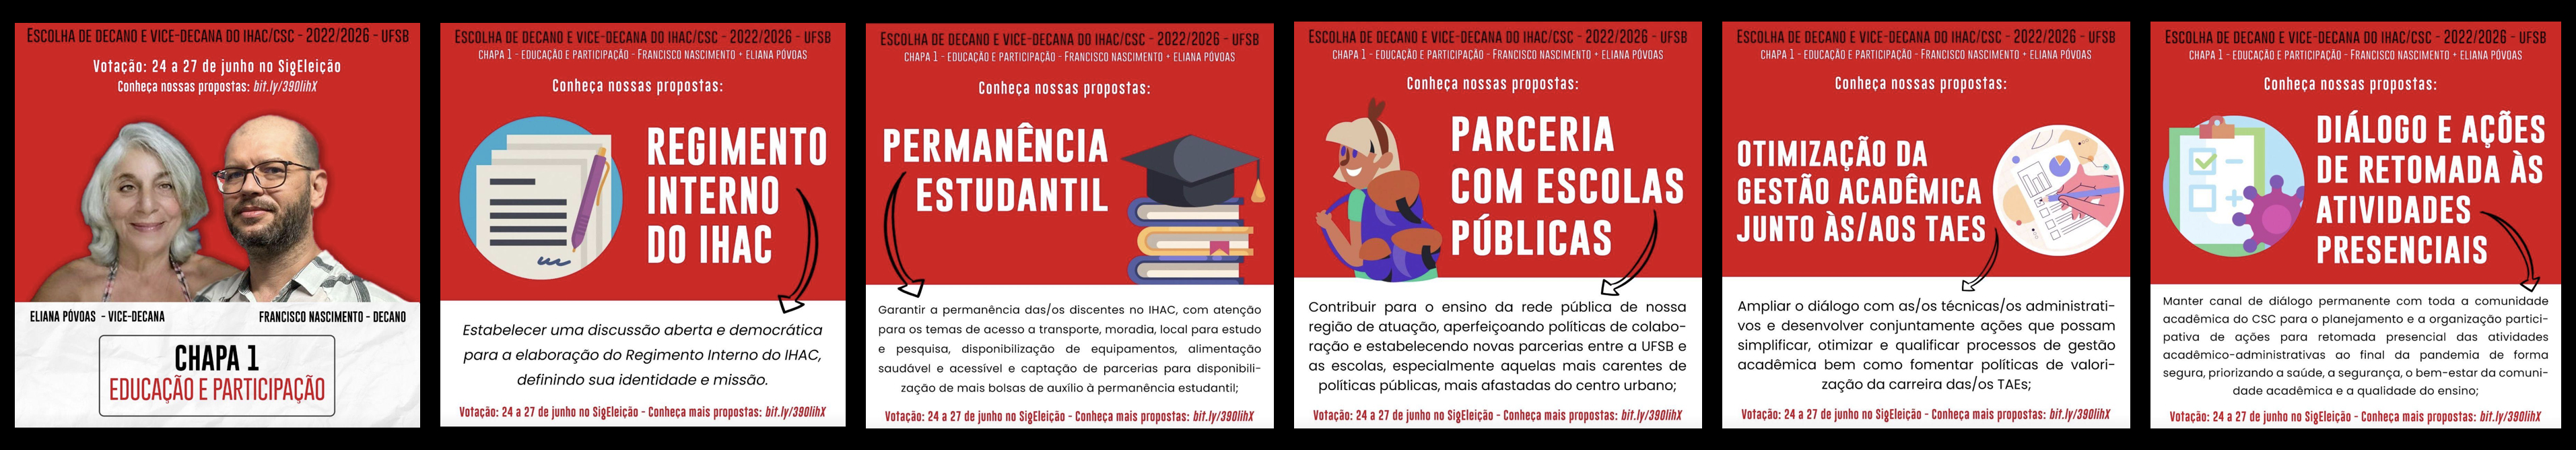 ESCOLHA DE DECANO E VICE-DECANA DO IHAC/CSC - 2022/2026 - UFSB
Votação: 24 a 27 de junho no SigEleição
Conheça nossas propostas: bit.ly/390lihX
ELIANA PÓVOAS - VICE-DECANA
FRANCISCO NASCIMENTO - DECANO
CHAPA 1
EDUCAÇÃO E PARTICIPAÇÃO
ESCOLHA DE DECANO E VICE-DECANA DO IHAC/CSC - 2022/2026 - UFSB
CHAPA 1 - EDUCAÇÃO E PARTICIPAÇÃO - FRANCISCO NASCIMENTO + ELIANA PÓVOAS
Conheça nossas propostas:
REGIMENTO
INTERNO
DO IHAC
Estabelecer uma discussão aberta e democrática
para a elaboração do Regimento Interno do IHAC,
definindo sua identidade e missão.
Votação: 24 a 27 de junho no SigEleição - Conheça mais propostas: bit.ly/390lihX
ESCOLHA DE DECANO E VICE-DECANA DO IHAC/CSC - 2022/2026 - UFSB
CHAPA 1 - EDUCAÇÃO E PARTICIPAÇÃO - FRANCISCO NASCIMENTO + ELIANA PÓVOAS
Conheça nossas propostas:
PERMANÊNCIA
ESTUDANTIL
Garantir a permanência das/os discentes no IHAC, com atenção
para os temas de acesso a transporte, moradia, local para estudo
e pesquisa, disponibilização de equipamentos, alimentação
saudável e acessível e captação de parcerias para disponibili-
zação de mais bolsas de auxílio à permanência estudantil;
Votação: 24 a 27 de junho no SigEleição - Conheça mais propostas: bit.ly/390lihX
ESCOLHA DE DECANO E VICE-DECANA DO IHAC/CSC - 2022/2026 - UFSB
CHAPA 1 - EDUCAÇÃO E PARTICIPAÇÃO - FRANCISCO NASCIMENTO + ELIANA PÓVOAS
Conheça nossas propostas:
PARCERIA
COM ESCOLAS
PÚBLICAS
Contribuir para o ensino da rede pública de nossa
região de atuação, aperfeiçoando políticas de colabo-
ração e estabelecendo novas parcerias entre a UFSB e
as escolas, especialmente aquelas mais carentes de
políticas públicas, mais afastadas do centro urbano;
Votação: 24 a 27 de junho no SigEleição - Conheça mais propostas: bit.ly/390lihX
ESCOLHA DE DECANO E VICE-DECANA DO IHAC/CSC - 2022/2026 - UFSB
CHAPA 1 - EDUCAÇÃO E PARTICIPAÇÃO - FRANCISCO NASCIMENTO + ELIANA PÓVOAS
Conheça nossas propostas:
OTIMIZAÇÃO DA
GESTÃO ACADÊMICA
JUNTO ÀS/AOS TAES
Ampliar o diálogo com as/os técnicas/os administrati-
vos e desenvolver conjuntamente ações que possam
simplificar, otimizar e qualificar processos de gestão
acadêmica bem como fomentar políticas de valori-
zação da carreira das/os TAEs;
Votação: 24 a 27 de junho no SigEleição - Conheça mais propostas: bit.ly/390lihX
ESCOLHA DE DECANO E VICE-DECANA DO IHAC/CSC - 2022/2026 - UFSB
CHAPA 1 - EDUCAÇÃO E PARTICIPAÇÃO - FRANCISCO NASCIMENTO + ELIANA PÓVOAS
Conheça nossas propostas:
DIÁLOGO E AÇÕES
DE RETOMADA ÀS
ATIVIDADES
PRESENCIAIS
Manter canal de diálogo permanente com toda a comunidade
acadêmica do CSC para o planejamento e a organização partici-
pativa de ações para retomada presencial das atividades
acadêmico-administrativas ao final da pandemia de forma
segura, priorizando a saúde, a segurança, o bem-estar da comuni-
dade acadêmica e a qualidade do ensino;
Votação: 24 a 27 de junho no SigEleição - Conheça mais propostas: bit.ly/390lihX